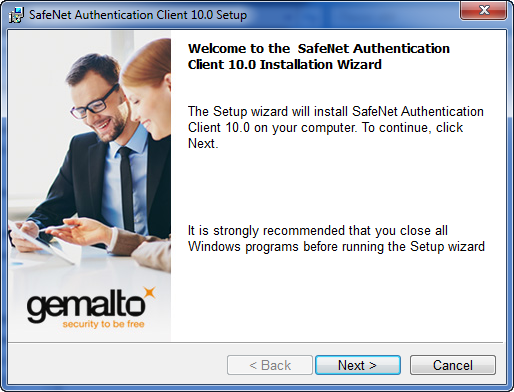 SafeNet Authentication Client 10.0 Setup
Welcome to the SafeNet Authentication
Client 10.0 Installation Wizard
The Setup wizard will install SafeNet Authentication
Client 10.0 on your computer. To continue, click
Next.
It is strongly recommended that you close all
Windows programs before running the Setup wizard
gemalto
security to be free
< Back
Next >
Cancel